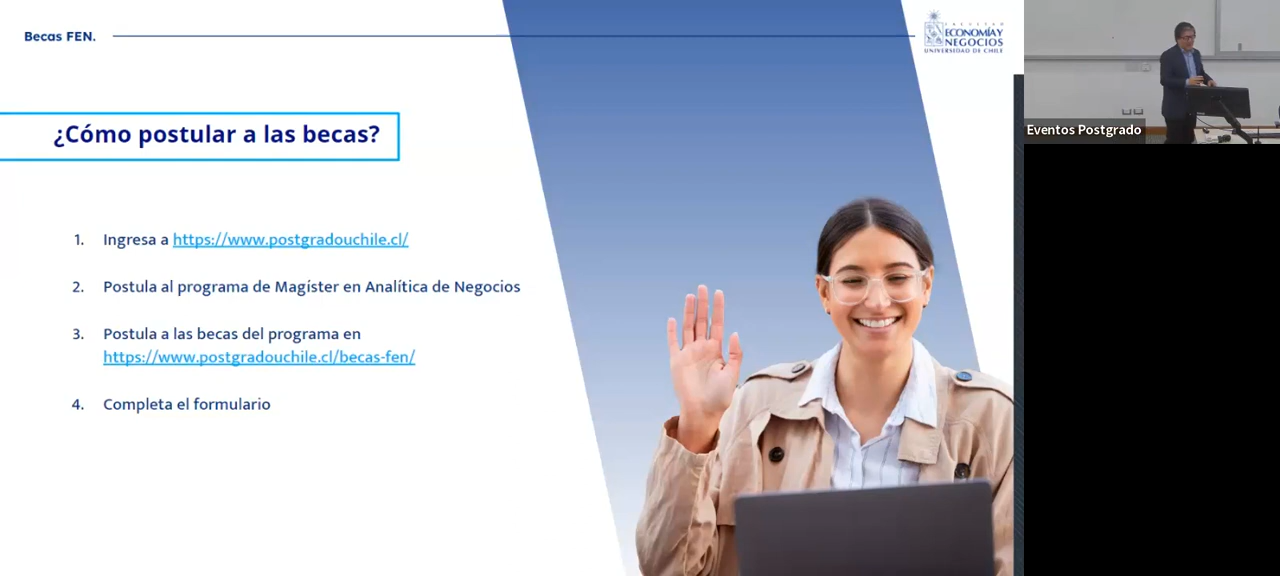 Becas FEN.
FACULTAD
ECONOMÍA Y
NEGOCIOS
UNIVERSIDAD DE CHILE
¿Cómo postular a las becas?
1. Ingresa a https://www.postgradouchile.cl/
2. Postula al programa de Magíster en Analítica de Negocios
3. Postula a las becas del programa en
https://www.postgradouchile.cl/becas-fen/
4. Completa el formulario
Eventos Postgrado